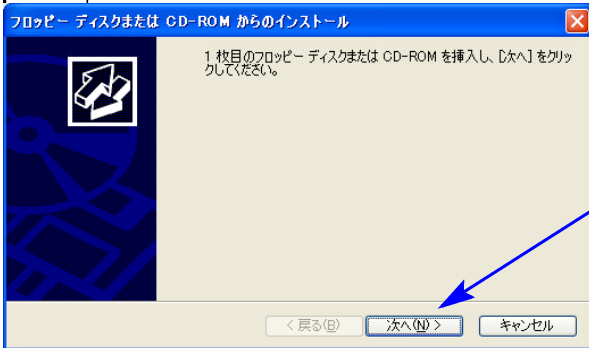 フロッピー ディスクまたは CD-ROM からのインストール
1 枚目のフロッピー ディスクまたは CD-ROM を挿入し、[次へ] をクリッ
クしてください。
< 戻る(B) 次へ(N) > キャンセル